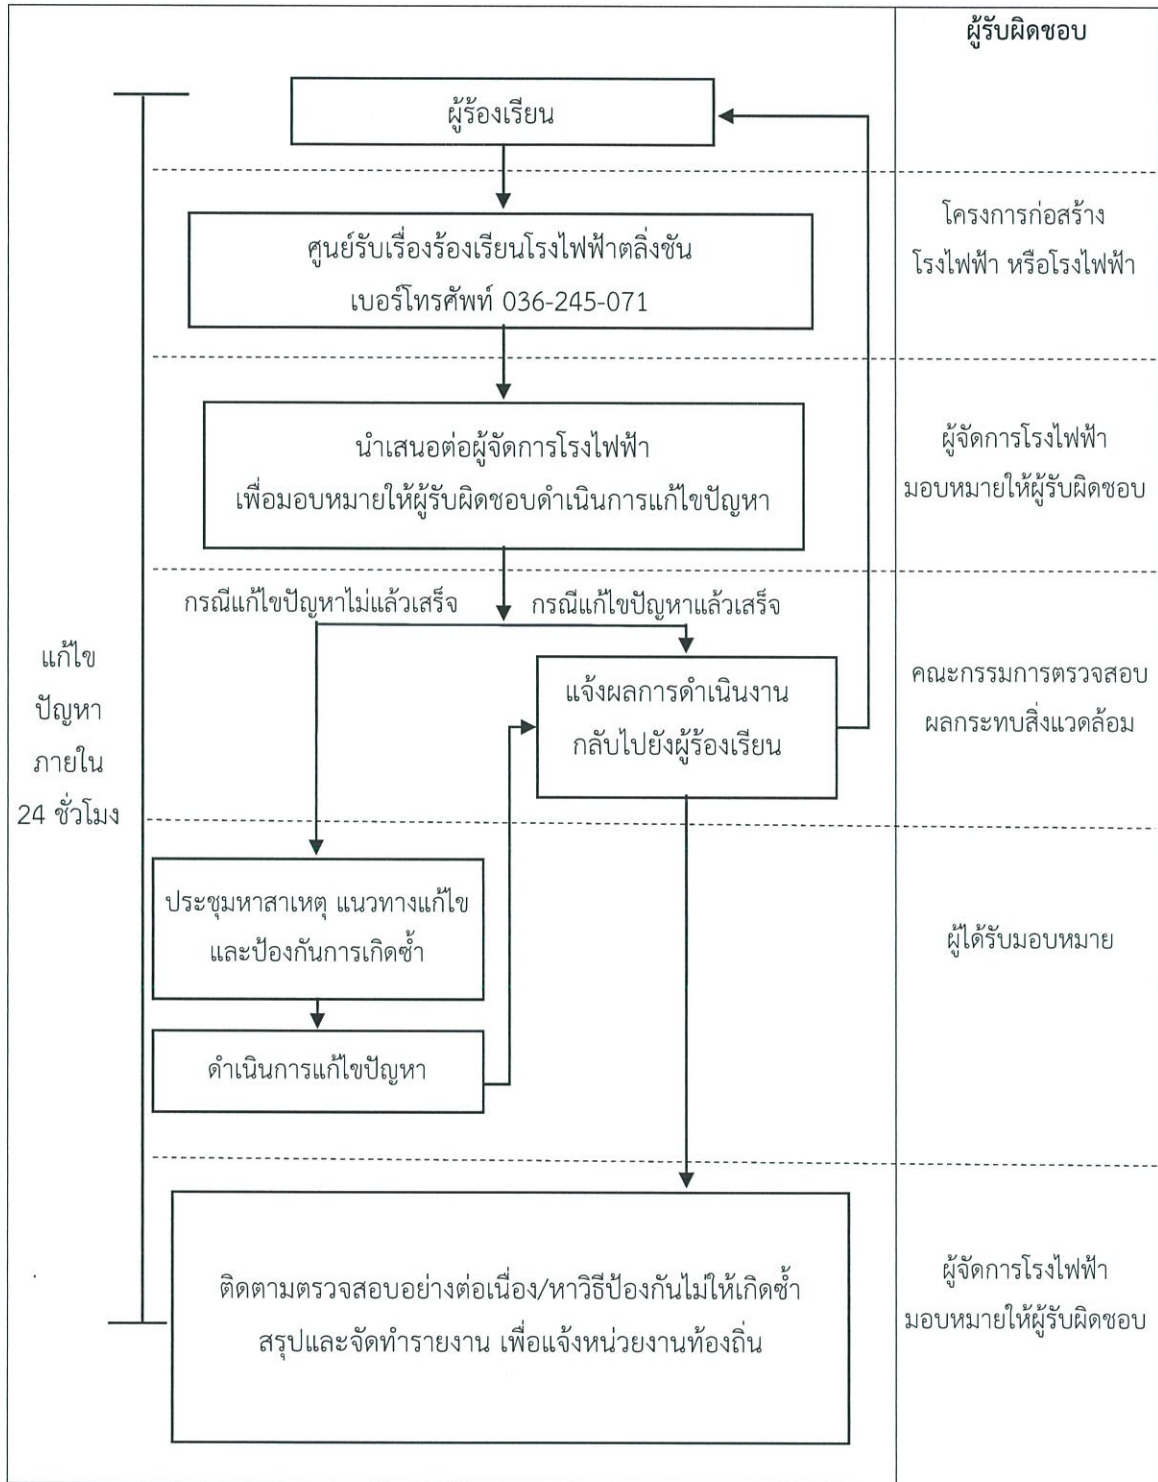 ผู้รับผิดชอบ
ผู้ร้องเรียน
ศูนย์รับเรื่องร้องเรียนโรงไฟฟ้าตลิ่งชัน
เบอร์โทรศัพท์ 036-245-071
โครงการก่อสร้าง
โรงไฟฟ้า หรือโรงไฟฟ้า
นำเสนอต่อผู้จัดการโรงไฟฟ้า
เพื่อมอบหมายให้ผู้รับผิดชอบดำเนินการแก้ไขปัญหา
ผู้จัดการโรงไฟฟ้า
มอบหมายให้ผู้รับผิดชอบ
กรณีแก้ไขปัญหาไม่แล้วเสร็จ
กรณีแก้ไขปัญหาแล้วเสร็จ
แก้ไข
ปัญหา
ภายใน
24 ชั่วโมง
แจ้งผลการดำเนินงาน
กลับไปยังผู้ร้องเรียน
คณะกรรมการตรวจสอบ
ผลกระทบสิ่งแวดล้อม
ประชุมหาสาเหตุ แนวทางแก้ไข
และป้องกันการเกิดซ้ำ
ผู้ได้รับมอบหมาย
ดำเนินการแก้ไขปัญหา
ติดตามตรวจสอบอย่างต่อเนื่อง/หาวิธีป้องกันไม่ให้เกิดซ้ำ
สรุปและจัดทำรายงาน เพื่อแจ้งหน่วยงานท้องถิ่น
ผู้จัดการโรงไฟฟ้า
มอบหมายให้ผู้รับผิดชอบ